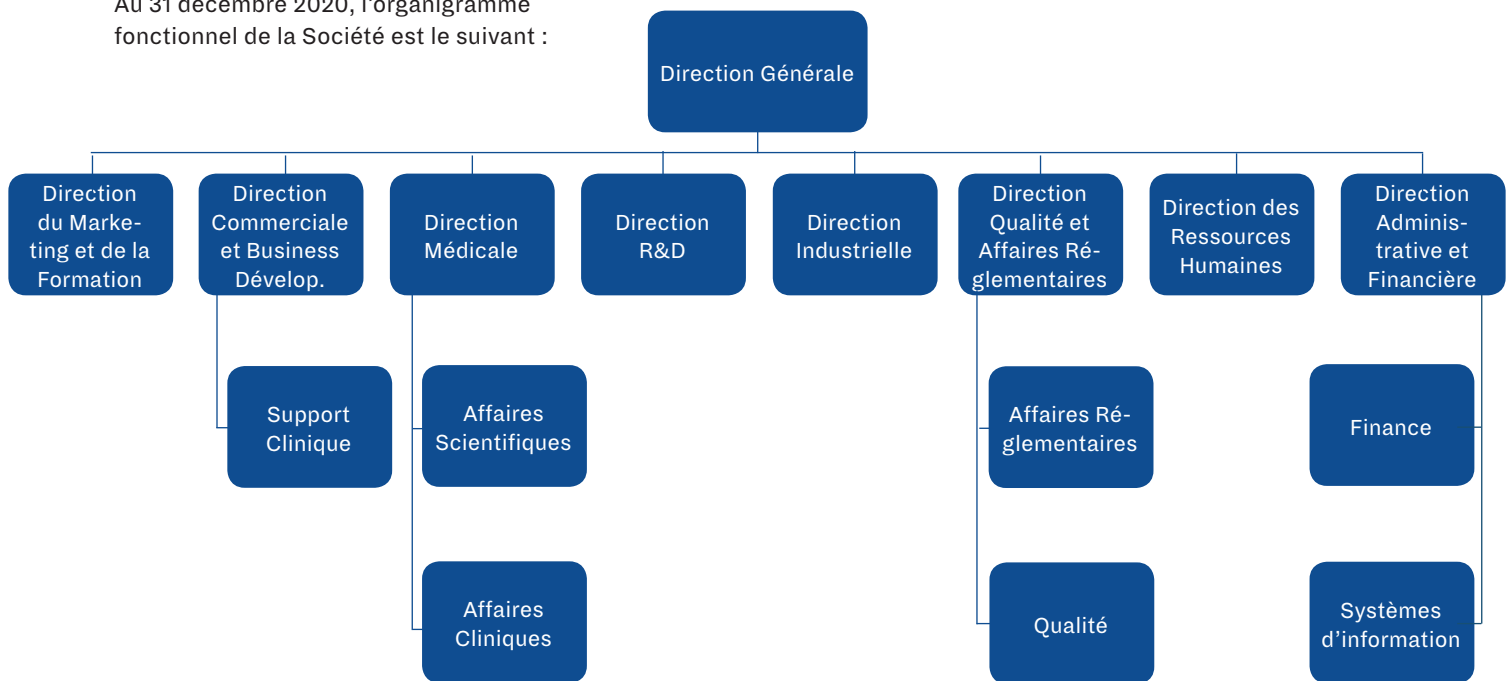 Au 31 décembre 2020, l'organigramme
fonctionnel de la Société est le suivant :
Direction Générale
Direction
du Marke-
ting et de la
Formation
Direction
Commerciale
et Business
Dévelop.
Direction
Médicale
Direction
R&D
Direction
Industrielle
Direction
Qualité et
Affaires Ré-
glementaires
Direction des
Ressources
Humaines
Direction
Adminis-
trative et
Financière
Support
Clinique
Affaires
Scientifiques
Affaires Ré-
glementaires
Finance
Affaires
Cliniques
Qualité
Systèmes
d’information